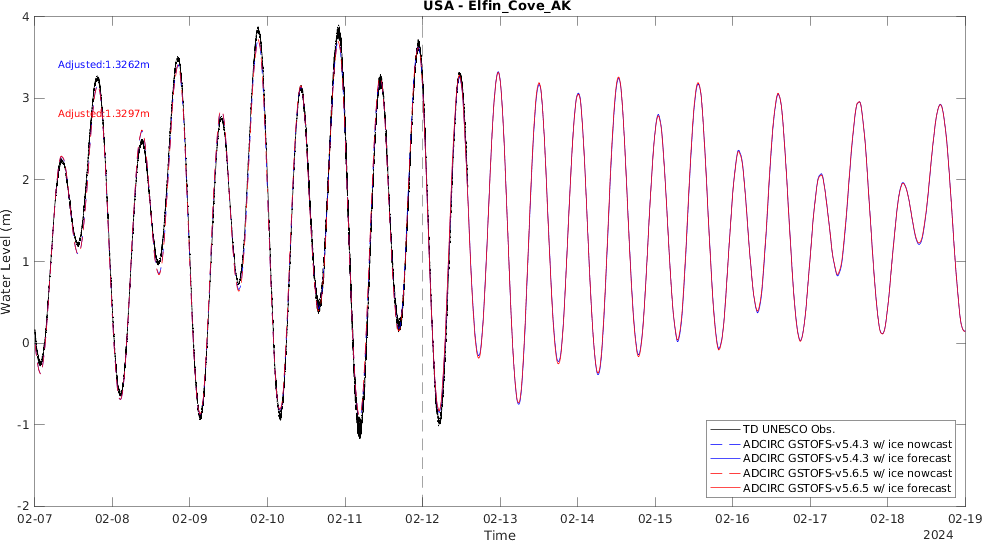 USA - Elfin_Cove_AK
4
3
2
1
0
-1
-2
Water Level (m)
Adjusted:1.3262m
Adjusted:1.3297m
TD UNESCO Obs.
ADCIRC GSTOFS-v5.4.3 w/ ice nowcast
ADCIRC GSTOFS-v5.4.3 w/ ice forecast
ADCIRC GSTOFS-v5.6.5 w/ ice nowcast
ADCIRC GSTOFS-v5.6.5 w/ ice forecast
02-07 02-08 02-09 02-10 02-11 02-12 02-13 02-14 02-15 02-16 02-17 02-18 02-19
Time
2024